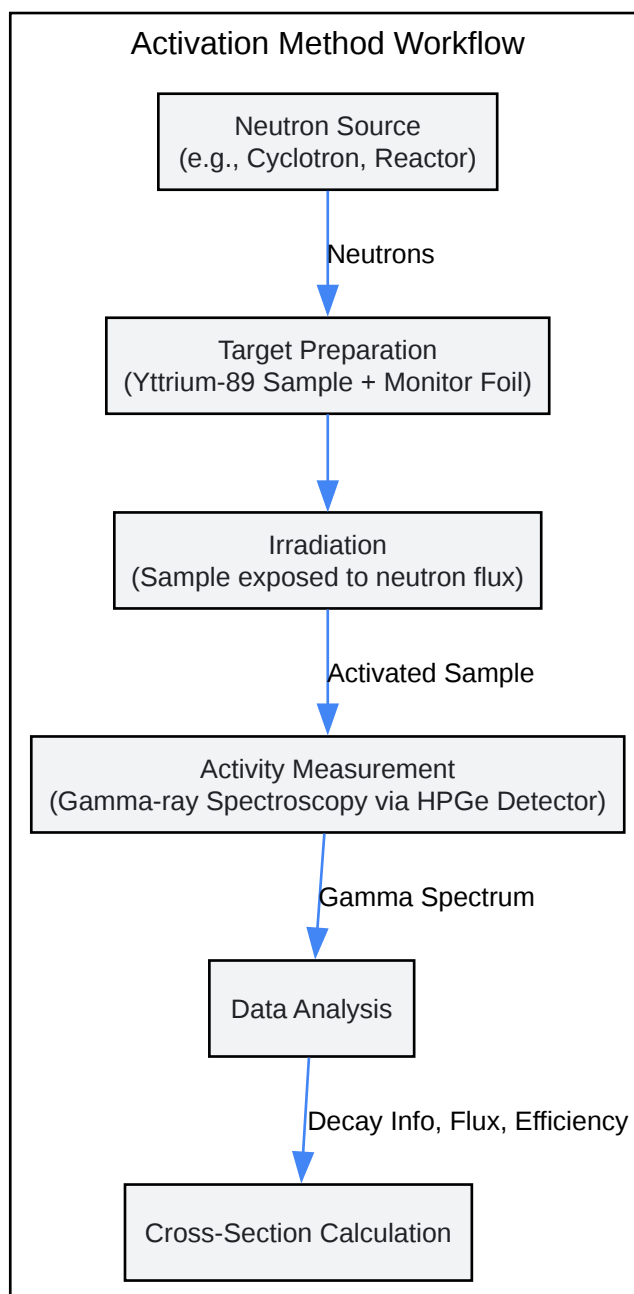 Activation Method Workflow
Neutron Source
(e.g., Cyclotron, Reactor)
Neutrons
Target Preparation
(Yttrium-89 Sample + Monitor Foil)
Irradiation
(Sample exposed to neutron flux)
Activated Sample
Activity Measurement
(Gamma-ray Spectroscopy via HPGe Detector)
Gamma Spectrum
Data Analysis
Decay Info, Flux, Efficiency
Cross-Section Calculation